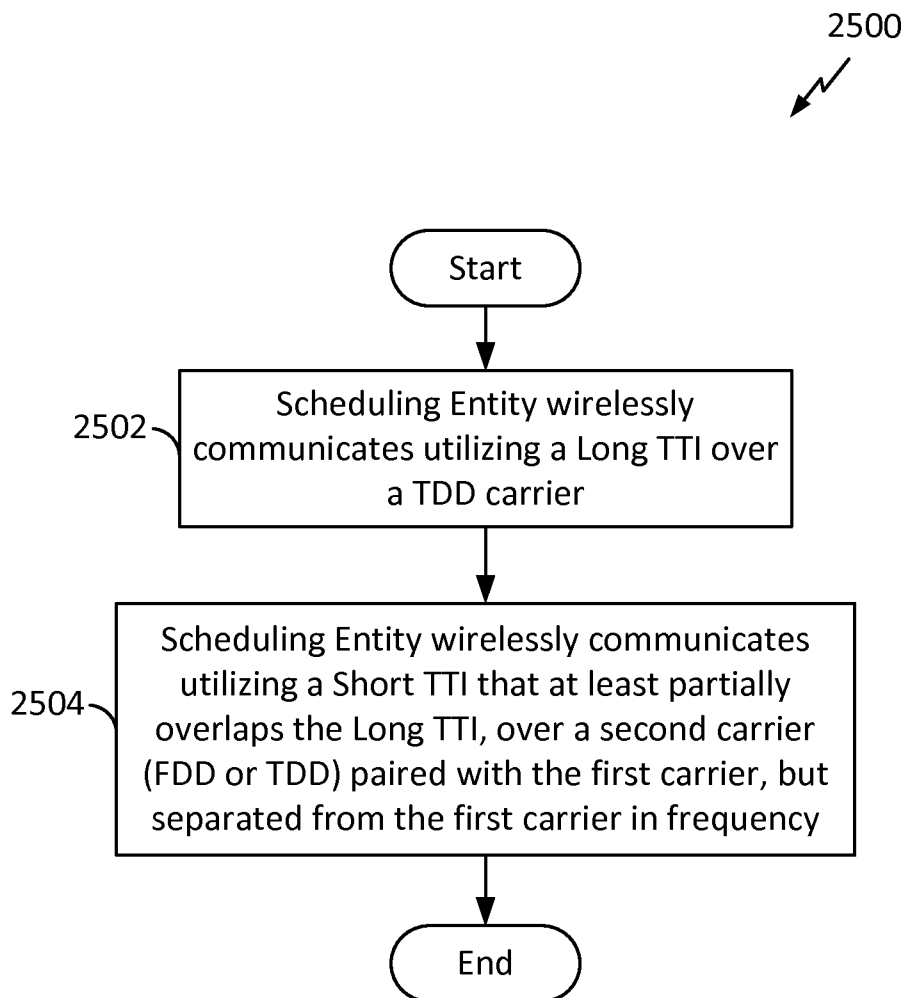 2500
Start
2502
Scheduling Entity wirelessly
communicates utilizing a Long TTI over
a TDD carrier
2504
Scheduling Entity wirelessly communicates
utilizing a Short TTI that at least partially
overlaps the Long TTI, over a second carrier
(FDD or TDD) paired with the first carrier, but
separated from the first carrier in frequency
End